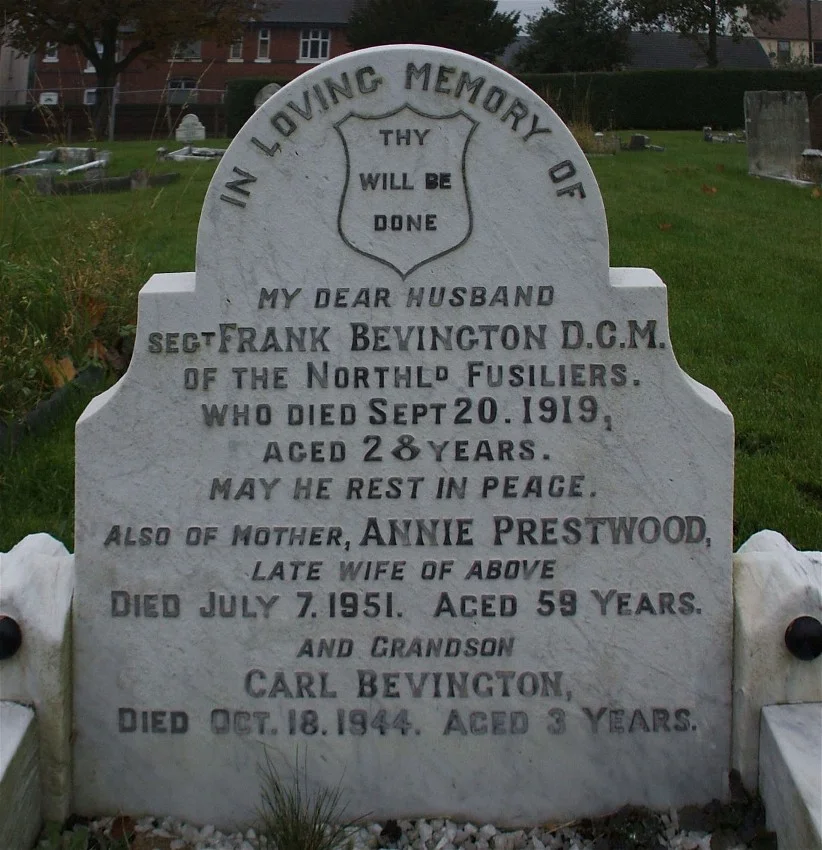 IN LOVING MEMORY OF
THY
WILL BE
DONE
MY DEAR HUSBAND
SEGT FRANK BEVINGTON D.C.M.
OF THE NORTHLD FUSILIERS.
WHO DIED SEPT 20. 1919,
AGED 28 YEARS.
MAY HE REST IN PEACE.
ALSO OF MOTHER, ANNIE PRESTWOOD,
LATE WIFE OF ABOVE
DIED JULY 7. 1951. AGED 59 YEARS.
AND GRANDSON
CARL BEVINGTON,
DIED OCT. 18. 1944. AGED 3 YEARS.